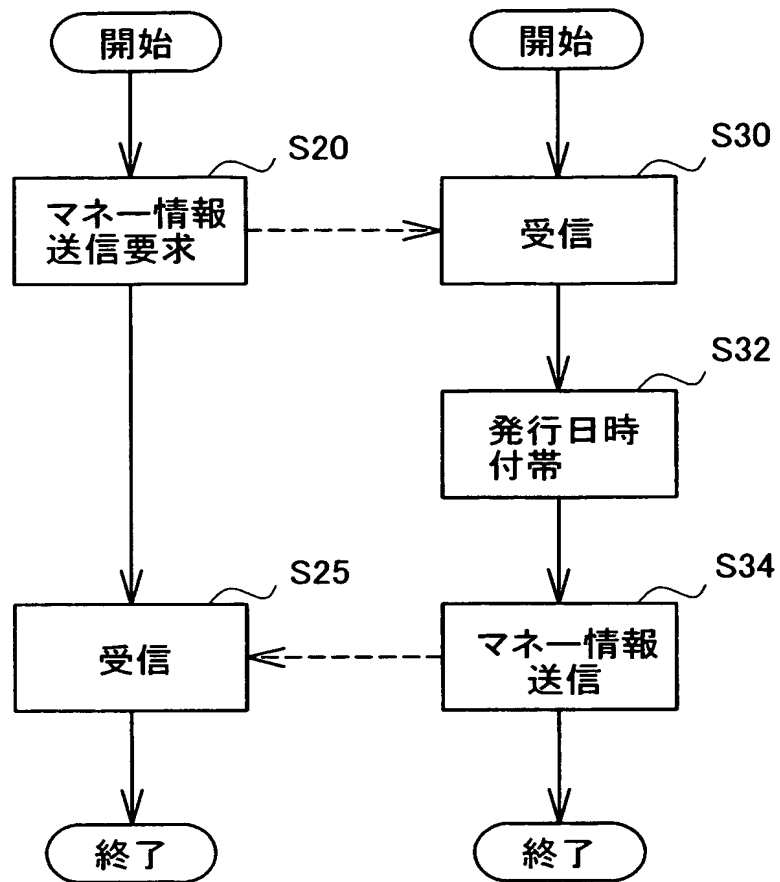 開始
開始
S20
マネー情報
送信要求
S30
受信
S32
発行日時
付帯
S25
受信
S34
マネー情報
送信
終了
終了